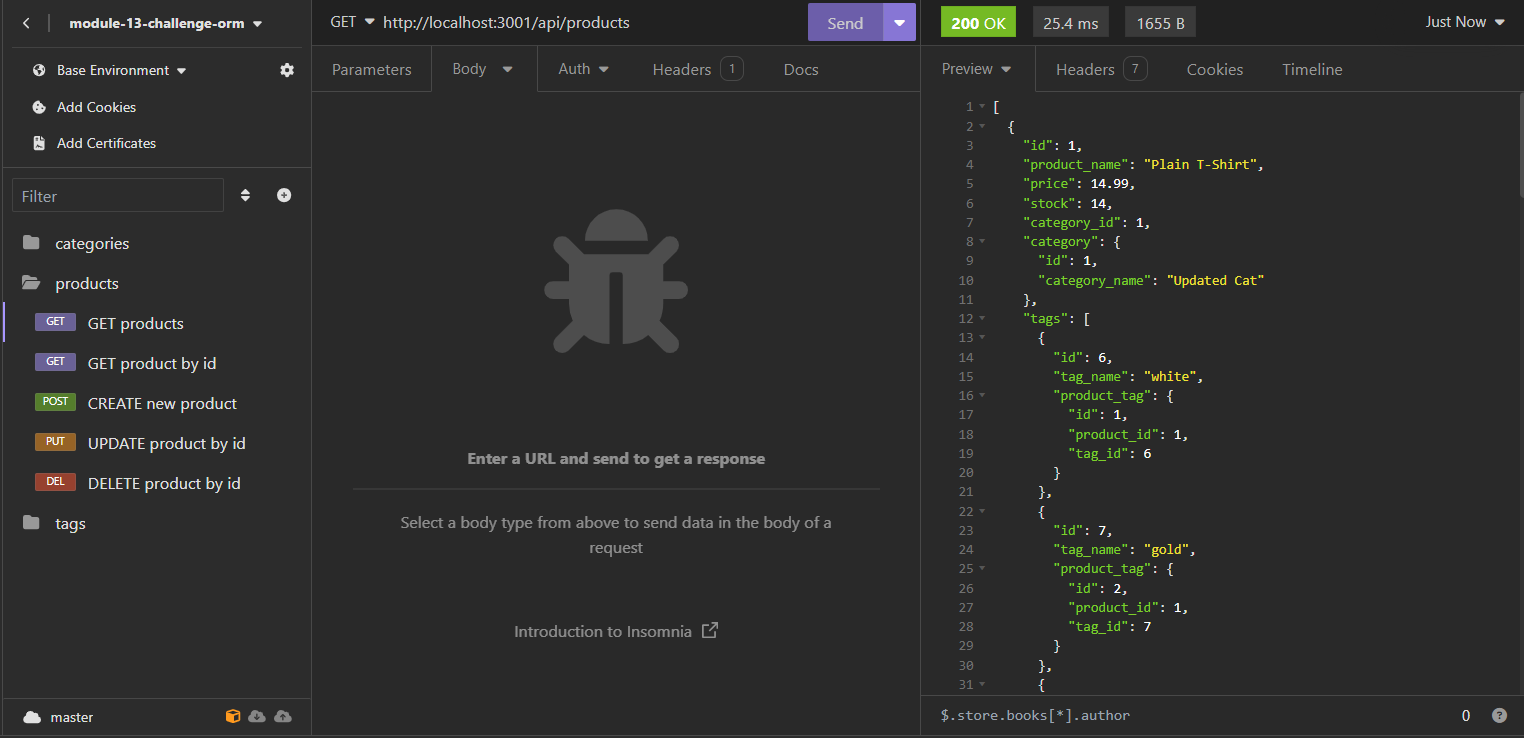 module-13-challenge-orm
Base Environment
Add Cookies
Add Certificates
Filter
categories
products
GET GET products
GET GET product by id
POST CREATE new product
PUT UPDATE product by id
DEL DELETE product by id
tags
master
GET http://localhost:3001/api/products Send
Parameters Body Auth Headers 1 Docs
Enter a URL and send to get a response
Select a body type from above to send data in the body of a
request
Introduction to Insomnia
200 OK 25.4 ms 1655 B Just Now
Preview Headers 7 Cookies Timeline
1 [
2 {
3 "id": 1,
4 "product_name": "Plain T-Shirt",
5 "price": 14.99,
6 "stock": 14,
7 "category_id": 1,
8 "category": {
9 "id": 1,
10 "category_name": "Updated Cat"
11 },
12 "tags": [
13 {
14 "id": 6,
15 "tag_name": "white",
16 "product_tag": {
17 "id": 1,
18 "product_id": 1,
19 "tag_id": 6
20 }
21 },
22 {
23 "id": 7,
24 "tag_name": "gold",
25 "product_tag": {
26 "id": 2,
27 "product_id": 1,
28 "tag_id": 7
29 }
30 },
31 {
$.store.books[*].author 0 ?